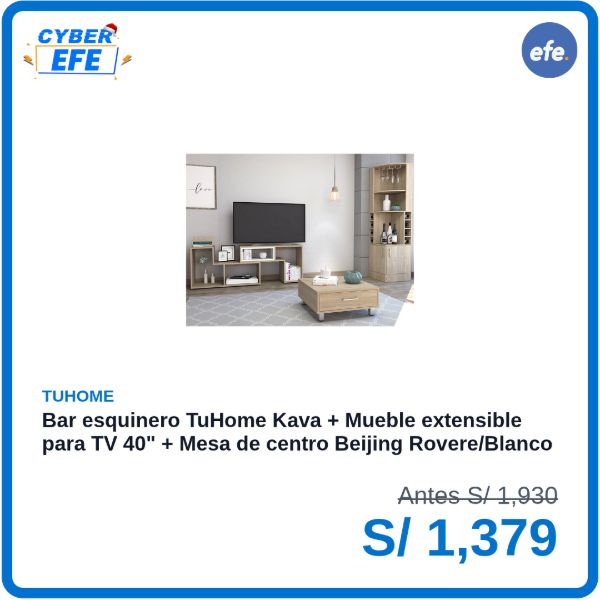 CYBER
EFE
efe.
love
TUHOME
Bar esquinero TuHome Kava + Mueble extensible
para TV 40" + Mesa de centro Beijing Rovere/Blanco
Antes S/ 1,930
S/ 1,379